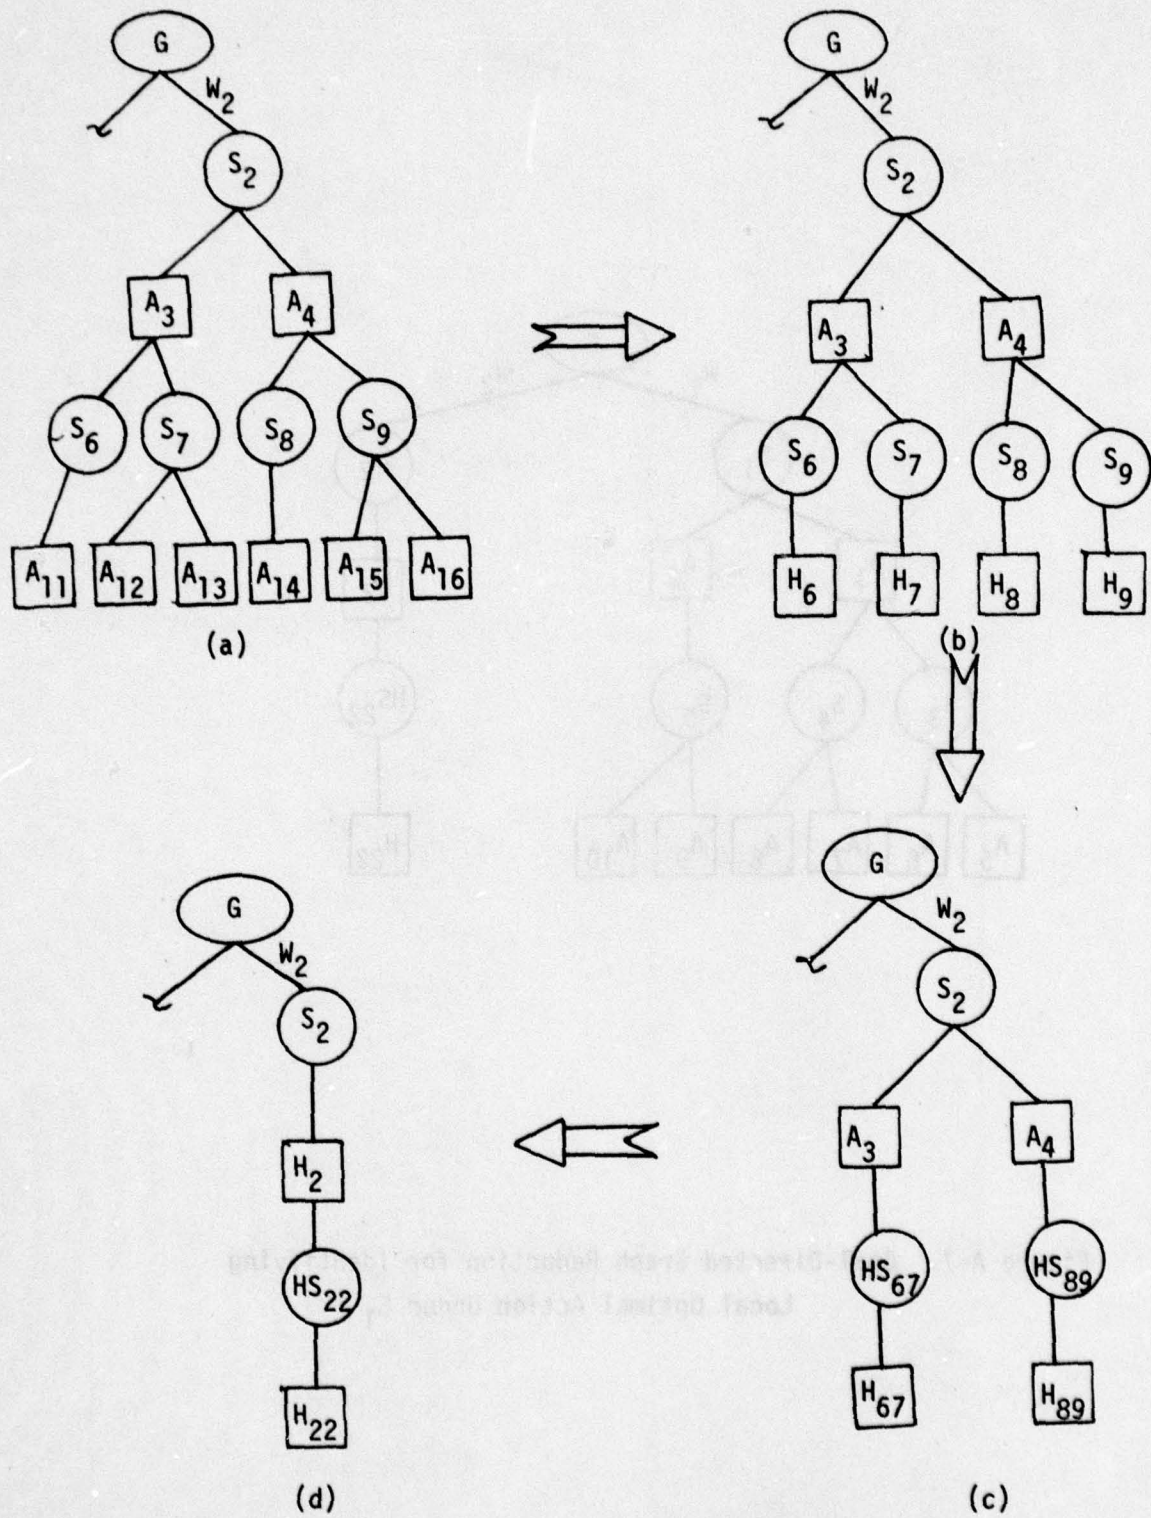 G
W2
S2
A3 A4
S6 S7 S8 S9
A11 A12 A13 A14 A15 A16
(a)
G
W2
S2
A3 A4
S6 S7 S8 S9
H6 H7 H8 H9
(b)
G
W2
S2
A3 A4
HS67 HS89
H67 H89
(c)
G
W2
S2
H2
HS22
H22
(d)